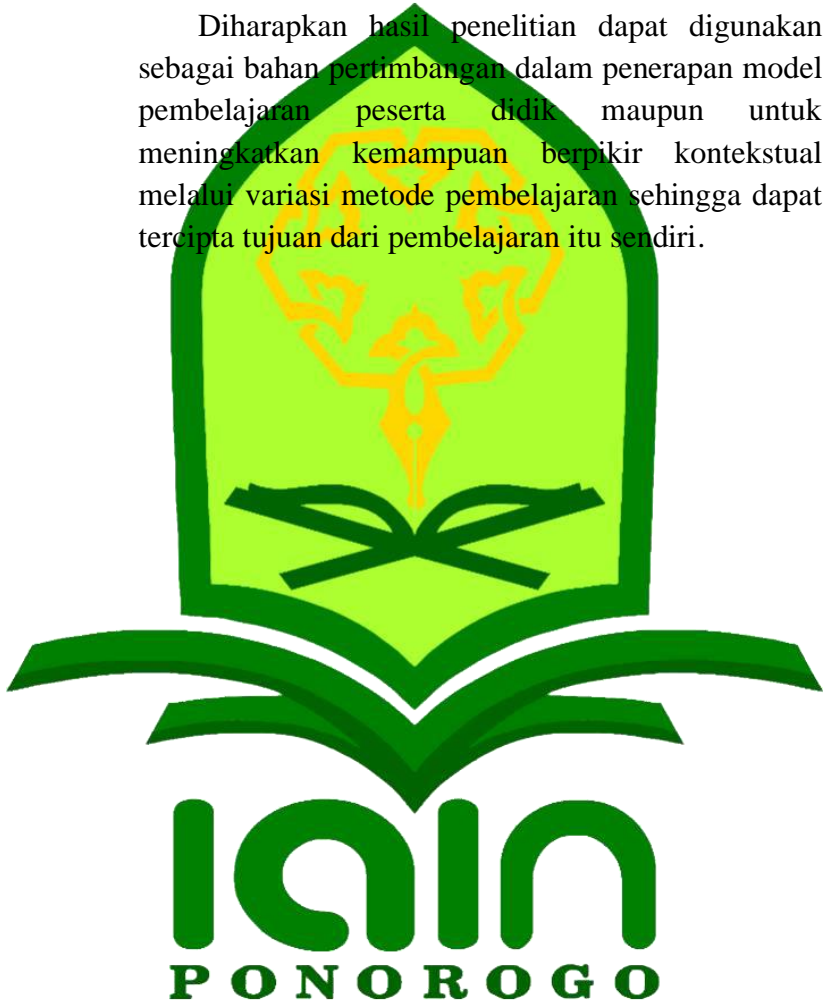 Diharapkan hasil penelitian dapat digunakan
sebagai bahan pertimbangan dalam penerapan model
pembelajaran peserta didik maupun untuk
meningkatkan kemampuan berpikir kontekstual
melalui variasi metode pembelajaran sehingga dapat
tercipta tujuan dari pembelajaran itu sendiri.
IAIN
PONOROGO